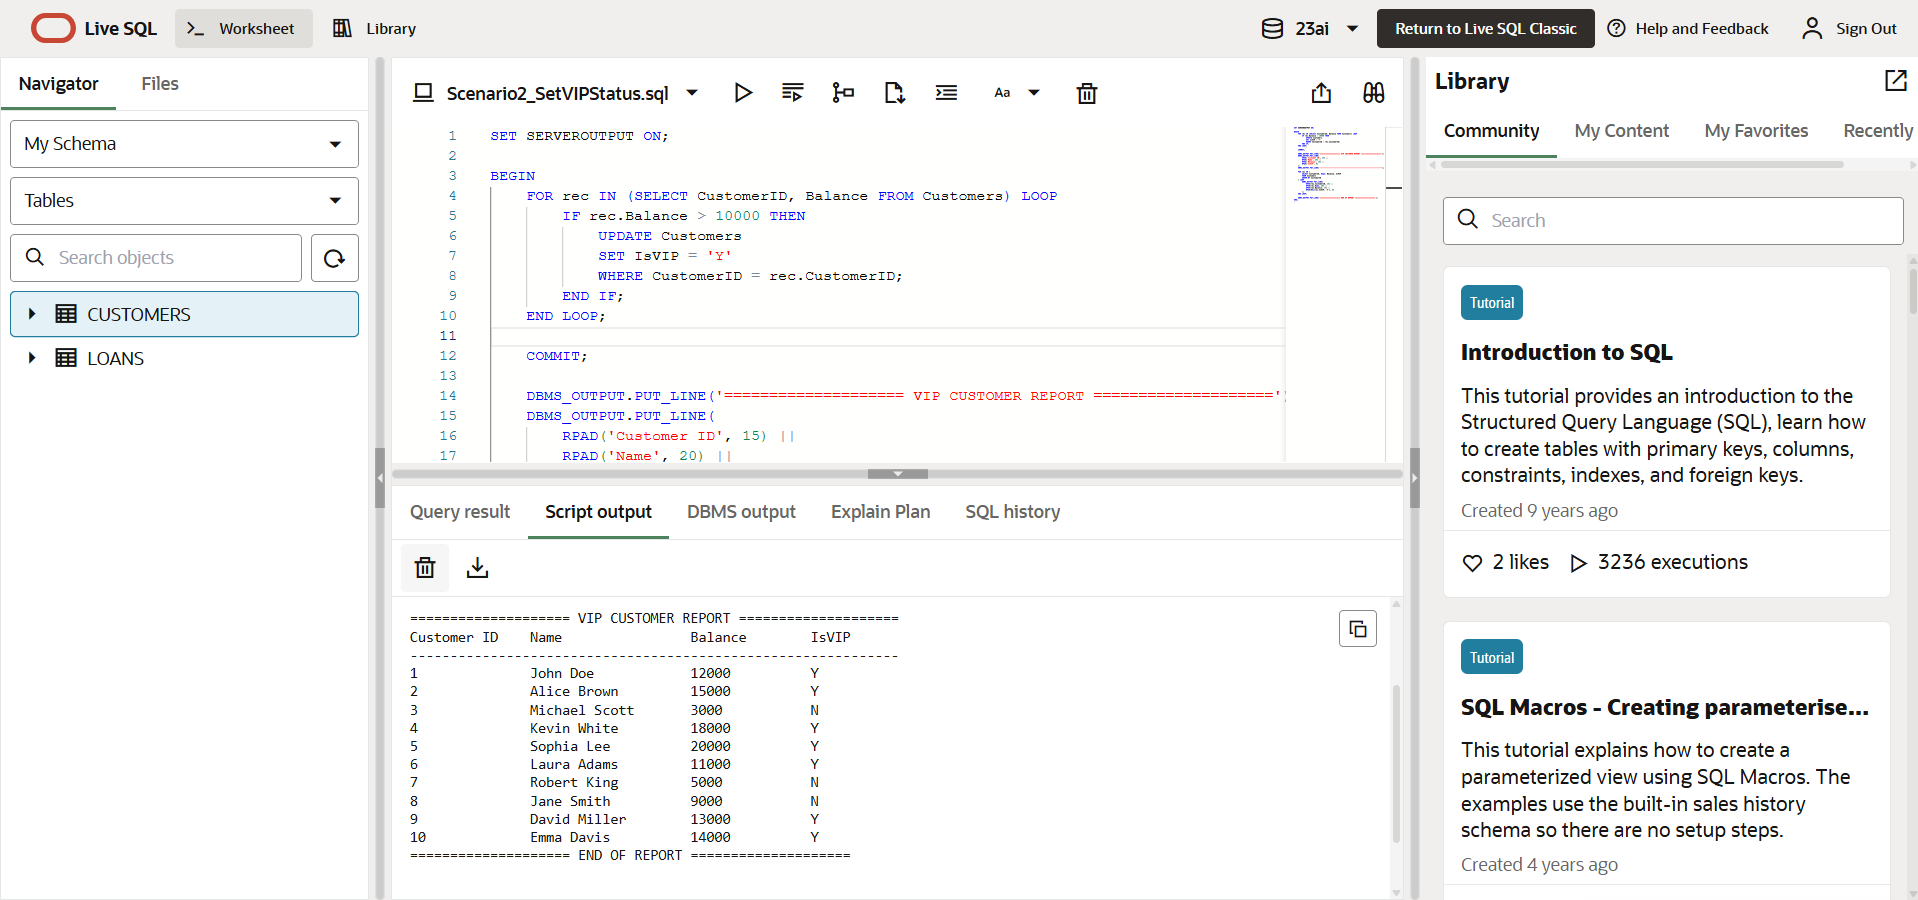 Live SQL
Worksheet
Library
23ai
Return to Live SQL Classic
Help and Feedback
Sign Out
Navigator
Files
My Schema
Tables
Search objects
CUSTOMERS
LOANS
Scenario2_SetVIPStatus.sql
Aa
1 SET SERVEROUTPUT ON;
2
3 BEGIN
4 FOR rec IN (SELECT CustomerID, Balance FROM Customers) LOOP
5 IF rec.Balance > 10000 THEN
6 UPDATE Customers
7 SET IsVIP = 'Y'
8 WHERE CustomerID = rec.CustomerID;
9 END IF;
10 END LOOP;
11
12 COMMIT;
13
14 DBMS_OUTPUT.PUT_LINE('==================== VIP CUSTOMER REPORT ====================')
15 DBMS_OUTPUT.PUT_LINE(
16 RPAD('Customer ID', 15) ||
17 RPAD('Name', 20) ||
Query result
Script output
DBMS output
Explain Plan
SQL history
==================== VIP CUSTOMER REPORT ====================
Customer ID Name Balance IsVIP
-------------------------------------------------------------
1 John Doe 12000 Y
2 Alice Brown 15000 Y
3 Michael Scott 3000 N
4 Kevin White 18000 Y
5 Sophia Lee 20000 Y
6 Laura Adams 11000 Y
7 Robert King 5000 N
8 Jane Smith 9000 N
9 David Miller 13000 Y
10 Emma Davis 14000 Y
==================== END OF REPORT ====================
Library
Community
My Content
My Favorites
Recently
Search
Tutorial
Introduction to SQL
This tutorial provides an introduction to the
Structured Query Language (SQL), learn how
to create tables with primary keys, columns,
constraints, indexes, and foreign keys.
Created 9 years ago
2 likes
3236 executions
Tutorial
SQL Macros - Creating parameterise...
This tutorial explains how to create a
parameterized view using SQL Macros. The
examples use the built-in sales history
schema so there are no setup steps.
Created 4 years ago